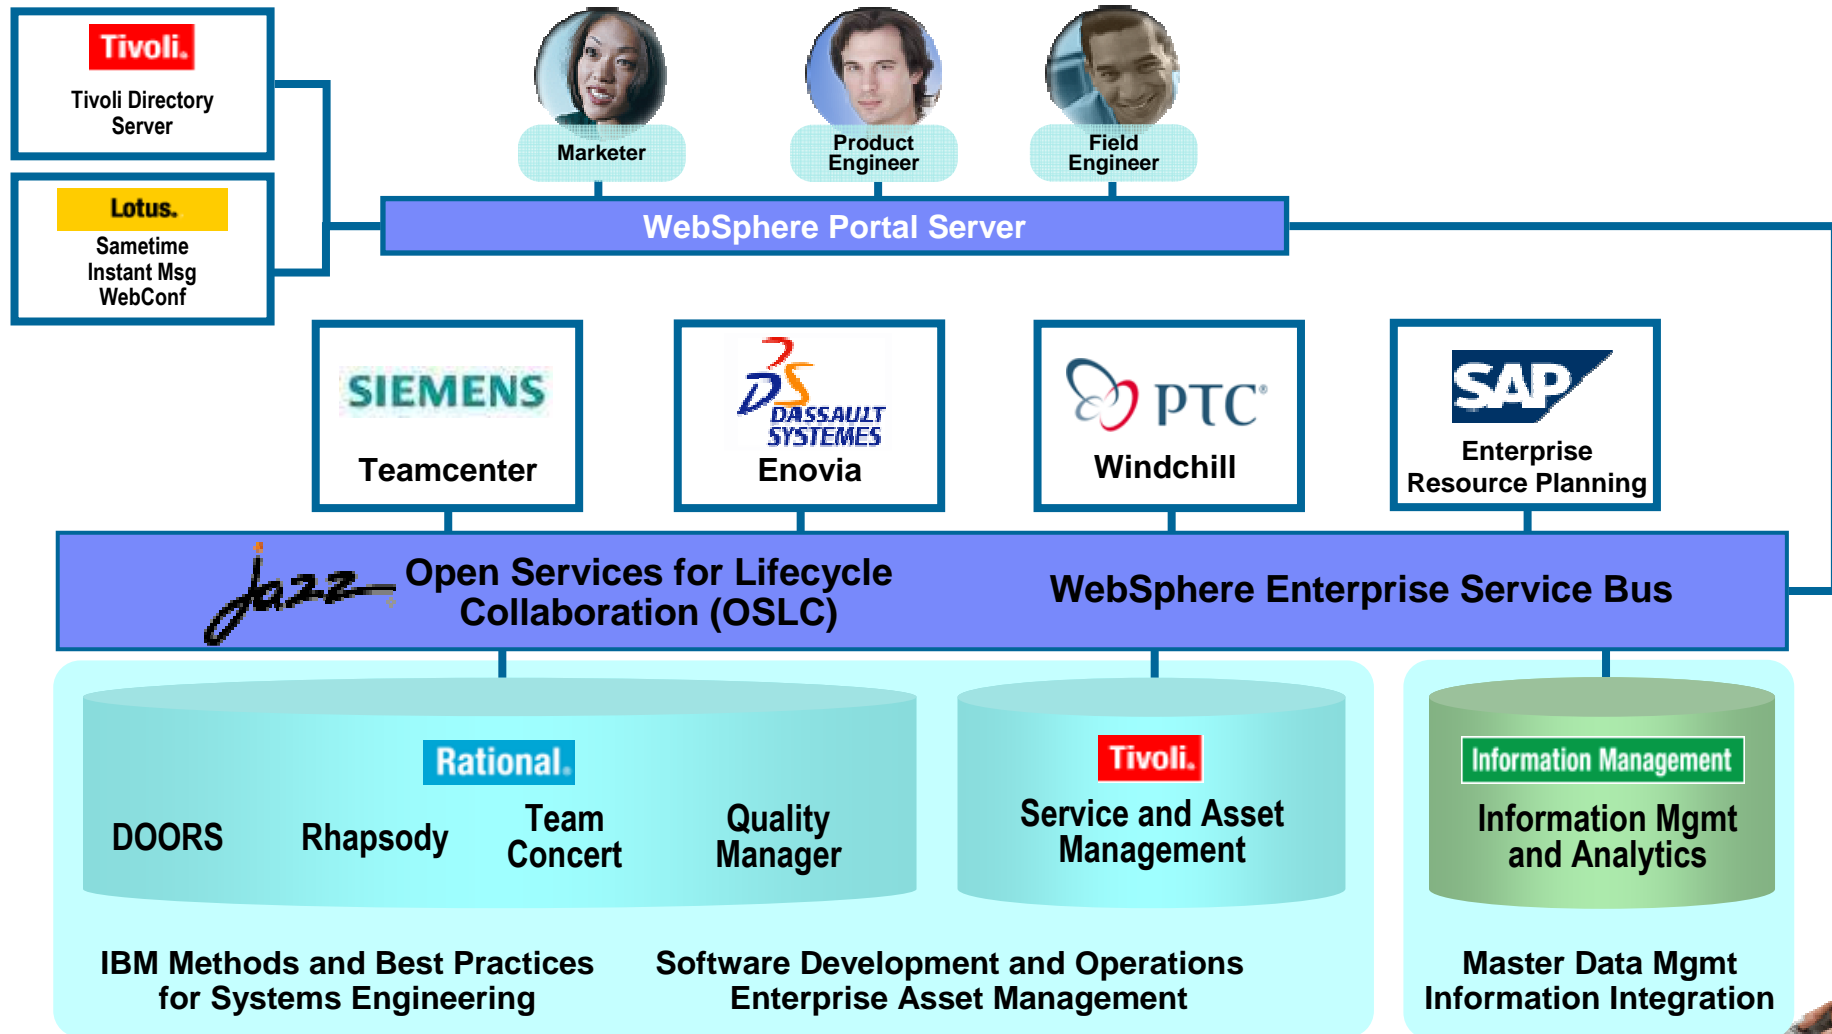 Tivoli.
Tivoli Directory
Server
Lotus.
Sametime
Instant Msg
WebConf
Marketer
Product
Engineer
Field
Engineer
WebSphere Portal Server
SIEMENS
Teamcenter
DASSAULT
SYSTEMES
Enovia
PTC®
Windchill
SAP
Enterprise
Resource Planning
jazz
Open Services for Lifecycle
Collaboration (OSLC)
WebSphere Enterprise Service Bus
Rational.
DOORS
Rhapsody
Team
Concert
Quality
Manager
Tivoli.
Service and Asset
Management
Information Management
Information Mgmt
and Analytics
IBM Methods and Best Practices
for Systems Engineering
Software Development and Operations
Enterprise Asset Management
Master Data Mgmt
Information Integration